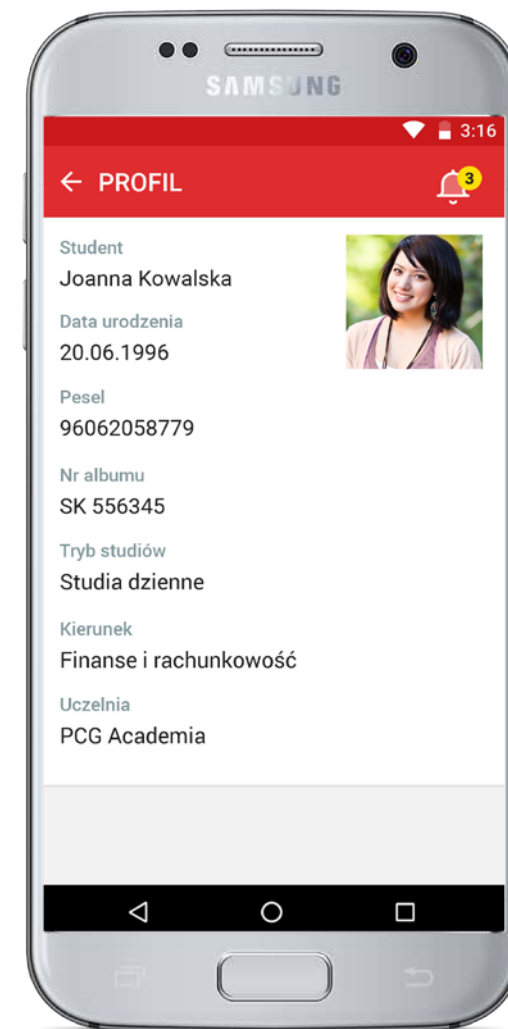 SAMSUNG
3:16
PROFIL
3
Student
Joanna Kowalska
Data urodzenia
20.06.1996
Pesel
96062058779
Nr albumu
SK 556345
Tryb studiów
Studia dzienne
Kierunek
Finanse i rachunkowość
Uczelnia
PCG Academia